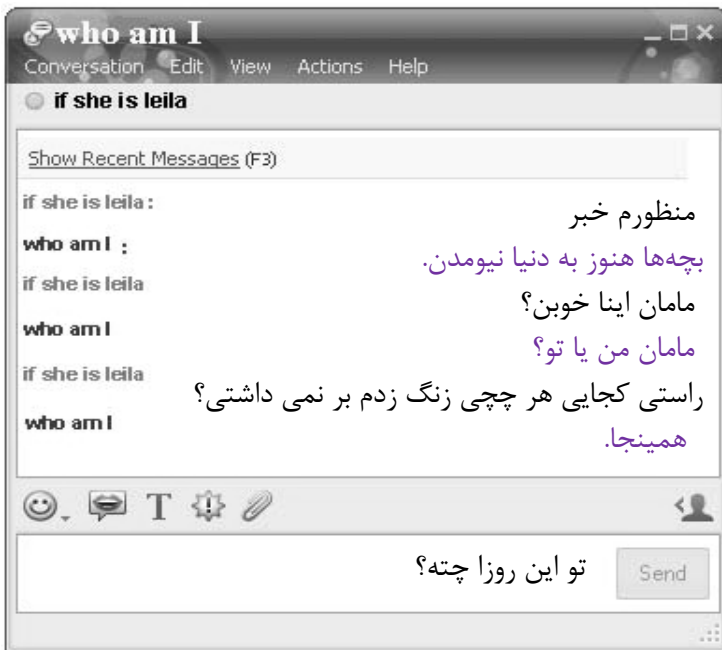 who am I
Conversation Edit View Actions Help
if she is leila
Show Recent Messages (F3)
if she is leila :
منظورم خبر
who am I :
بچه‌ها هنوز به دنیا نیومدن.
if she is leila
مامان اینا خوبن؟
who am I
مامان من یا تو؟
if she is leila
راستی کجایی هر چچی زنگ زدم بر نمی داشتی؟
who am I
همینجا.
T
تو این روزا چته؟
Send